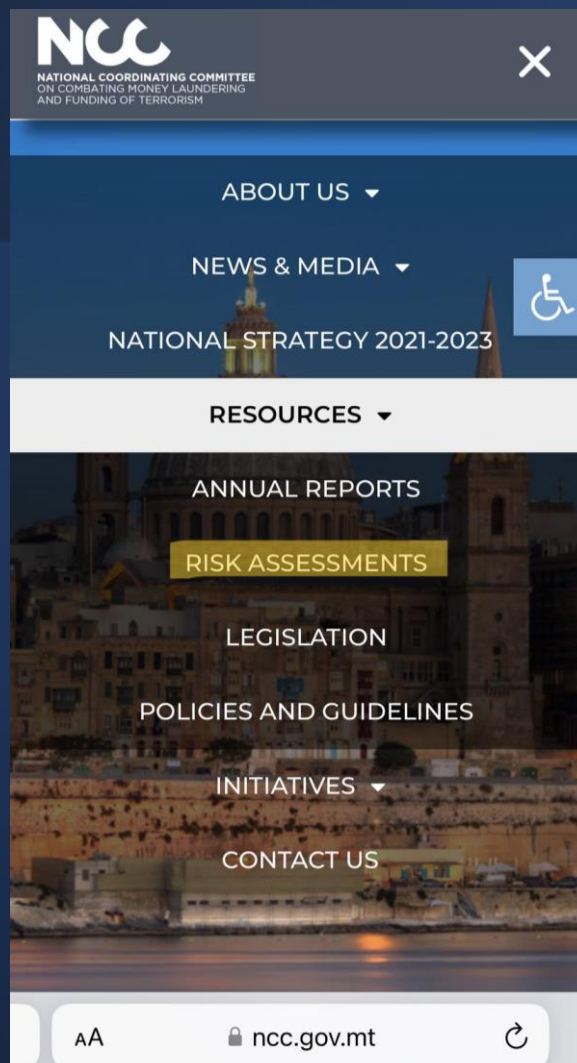 NCC
NATIONAL COORDINATING COMMITTEE
ON COMBATING MONEY LAUNDERING
AND FUNDING OF TERRORISM
ABOUT US
NEWS & MEDIA
NATIONAL STRATEGY 2021-2023
RESOURCES
ANNUAL REPORTS
RISK ASSESSMENTS
LEGISLATION
POLICIES AND GUIDELINES
INITIATIVES
CONTACT US
AA ncc.gov.mt